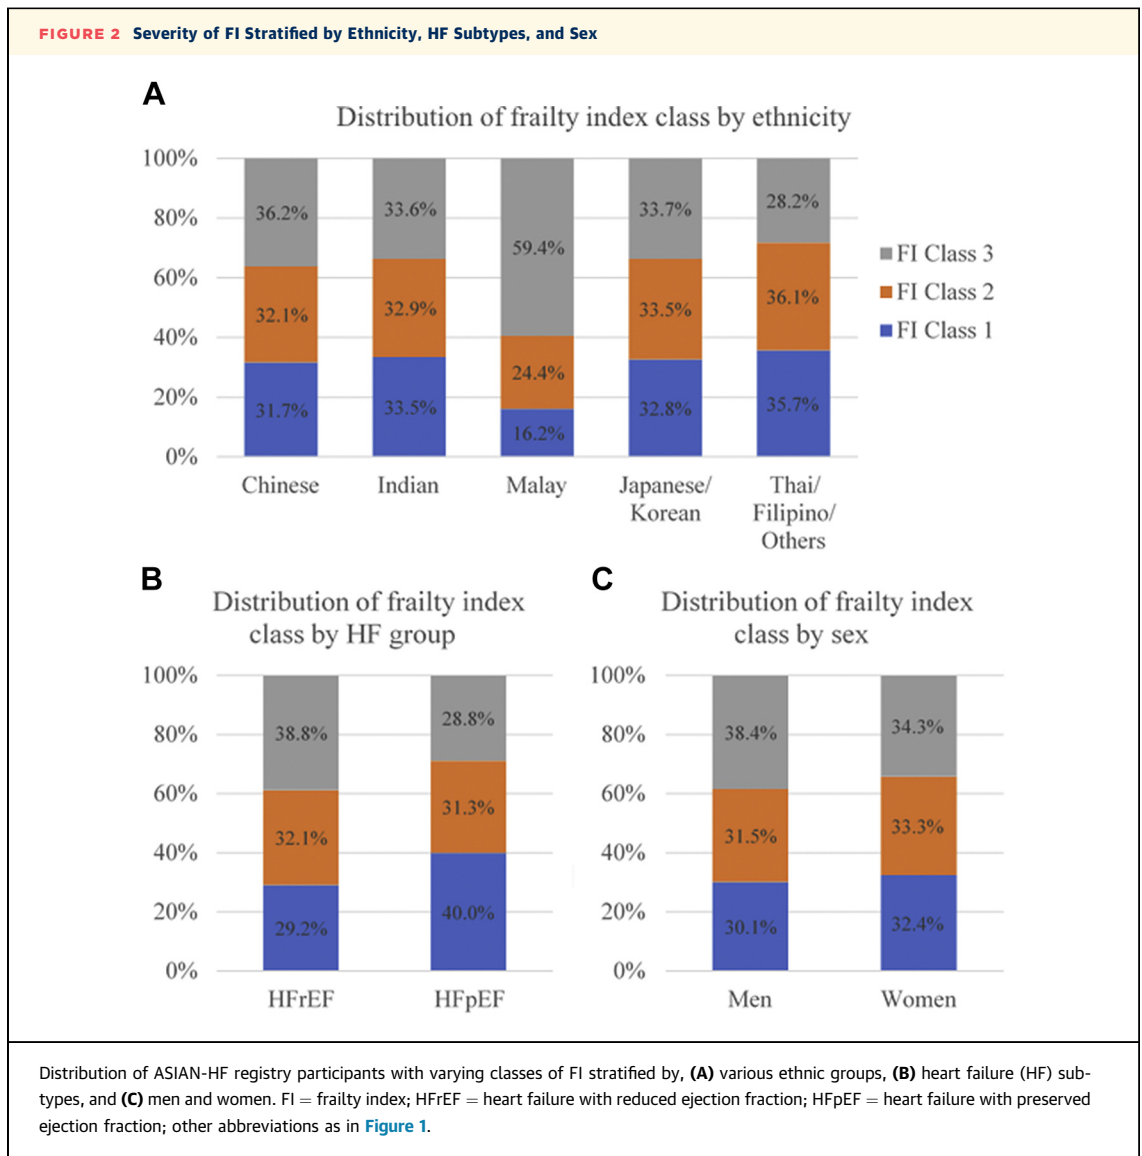 FIGURE 2 Severity of FI Stratified by Ethnicity, HF Subtypes, and Sex
A
Distribution of frailty index class by ethnicity
100%
80%
60%
40%
20%
0%
36.2%
32.1%
31.7%
33.6%
32.9%
33.5%
59.4%
24.4%
16.2%
33.7%
33.5%
32.8%
28.2%
36.1%
35.7%
Chinese
Indian
Malay
Japanese/
Korean
Thai/
Filipino/
Others
FI Class 3
FI Class 2
FI Class 1
B
Distribution of frailty index
class by HF group
100%
80%
60%
40%
20%
0%
38.8%
32.1%
29.2%
28.8%
31.3%
40.0%
HFrEF
HFpEF
C
Distribution of frailty index
class by sex
100%
80%
60%
40%
20%
0%
38.4%
31.5%
30.1%
34.3%
33.3%
32.4%
Men
Women
Distribution of ASIAN-HF registry participants with varying classes of FI stratified by, (A) various ethnic groups, (B) heart failure (HF) sub-
types, and (C) men and women. FI = frailty index; HFrEF = heart failure with reduced ejection fraction; HFpEF = heart failure with preserved
ejection fraction; other abbreviations as in Figure 1.